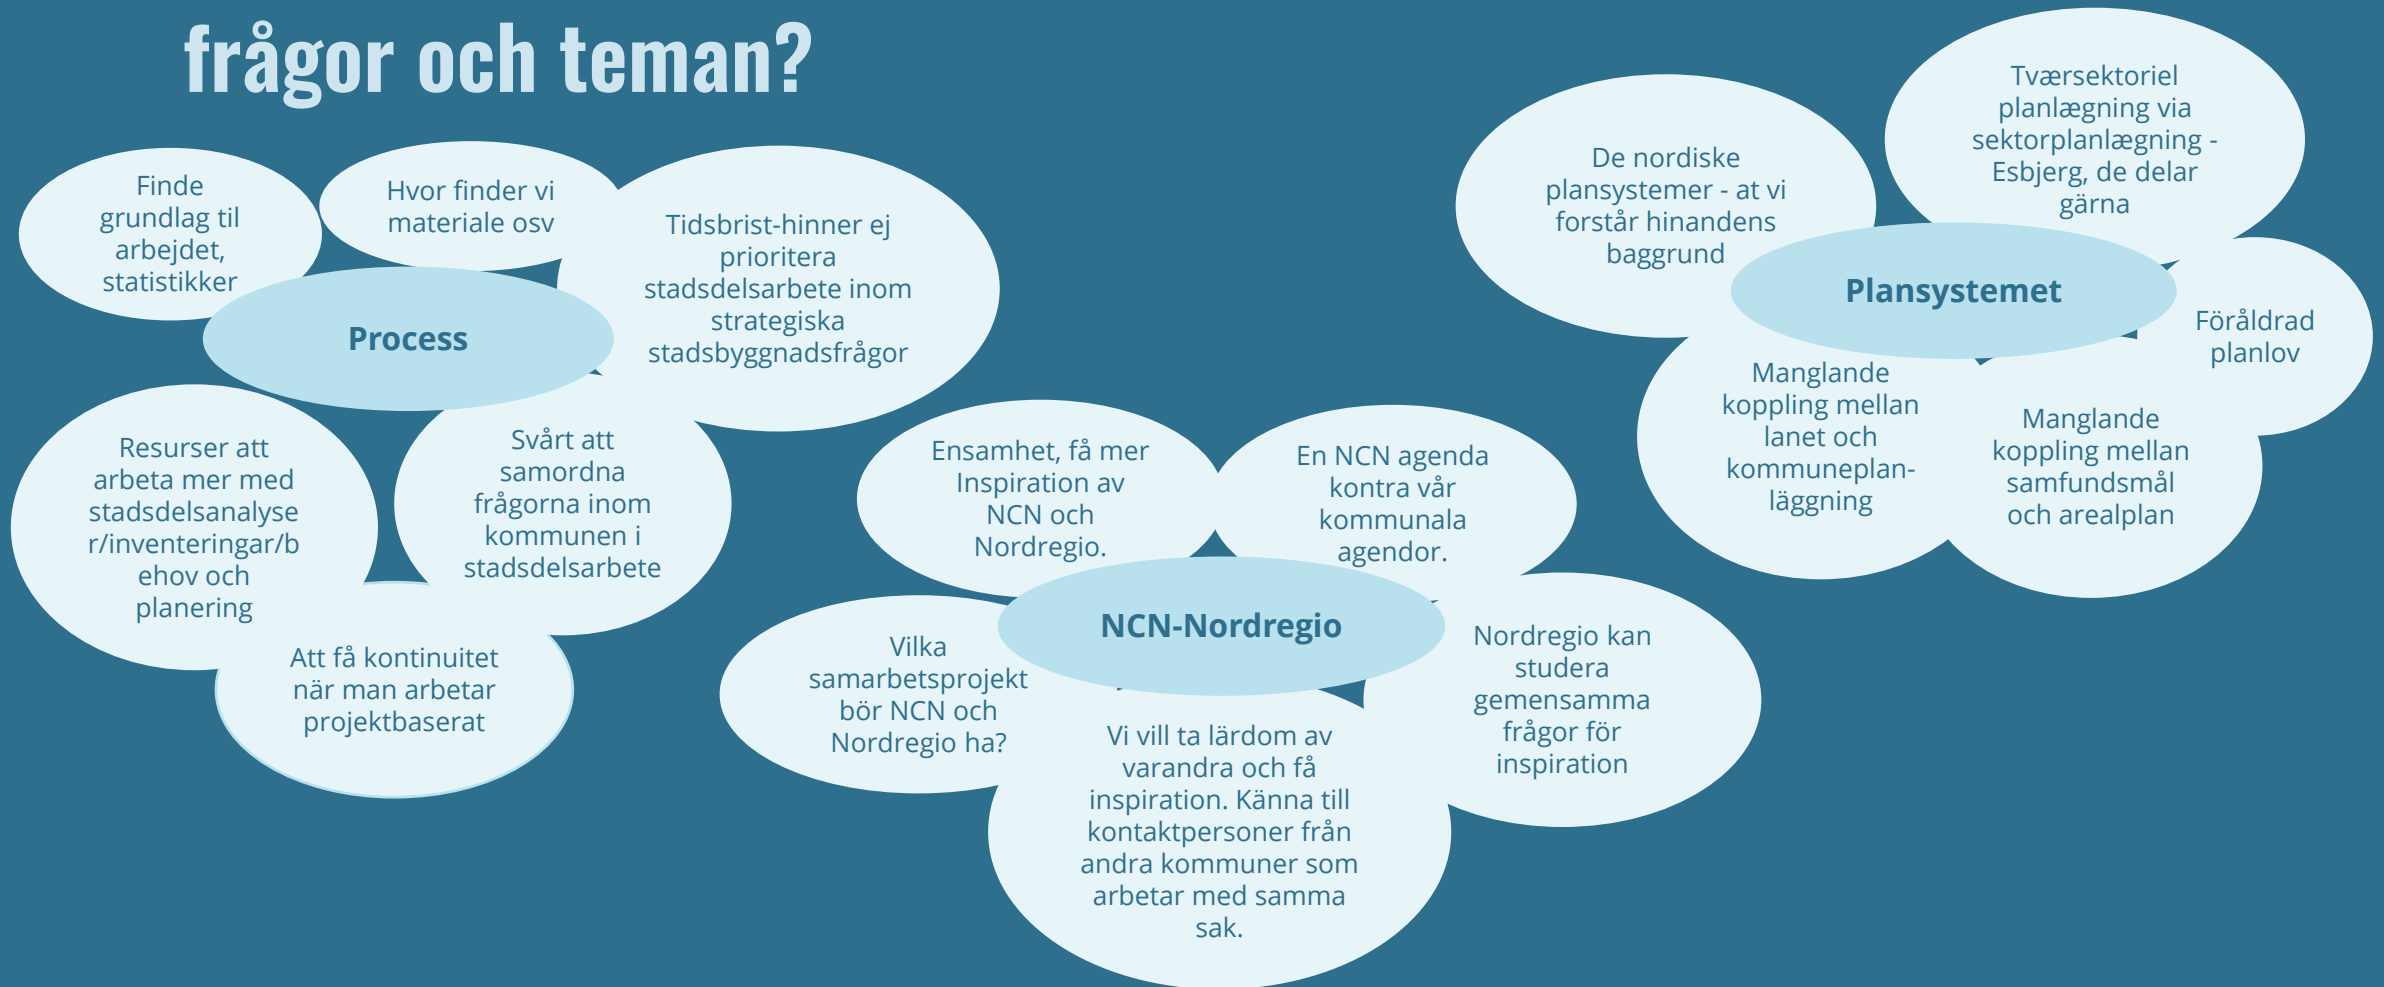 frågor och teman?
Finde
grundlag til
arbejdet,
statistikker
Hvor finder vi
materiale osv
Tidsbrist-hinner ej
prioritera
stadsdelsarbete inom
strategiska
stadsbyggnadsfrågor
Process
Resurser att
arbeta mer med
stadsdelsanalyse
r/inventeringar/b
ehov och
planering
Svårt att
samordna
frågorna inom
kommunen i
stadsdelsarbete
Att få kontinuitet
när man arbetar
projektbaserat
Ensamhet, få mer
Inspiration av
NCN och
Nordregio.
En NCN agenda
kontra vår
kommunala
agendor.
NCN-Nordregio
Vilka
samarbetsprojekt
bör NCN och
Nordregio ha?
Vi vill ta lärdom av
varandra och få
inspiration. Känna till
kontaktpersoner från
andra kommuner som
arbetar med samma
sak.
Nordregio kan
studera
gemensamma
frågor för
inspiration
De nordiske
plansystemer - at vi
forstår hinandens
baggrund
Tværsektoriel
planlægning via
sektorplanlægning -
Esbjerg, de delar
gärna
Plansystemet
Föråldrad
planlov
Manglande
koppling mellan
lanet och
kommuneplan-
läggning
Manglande
koppling mellan
samfundsmål
och arealplan